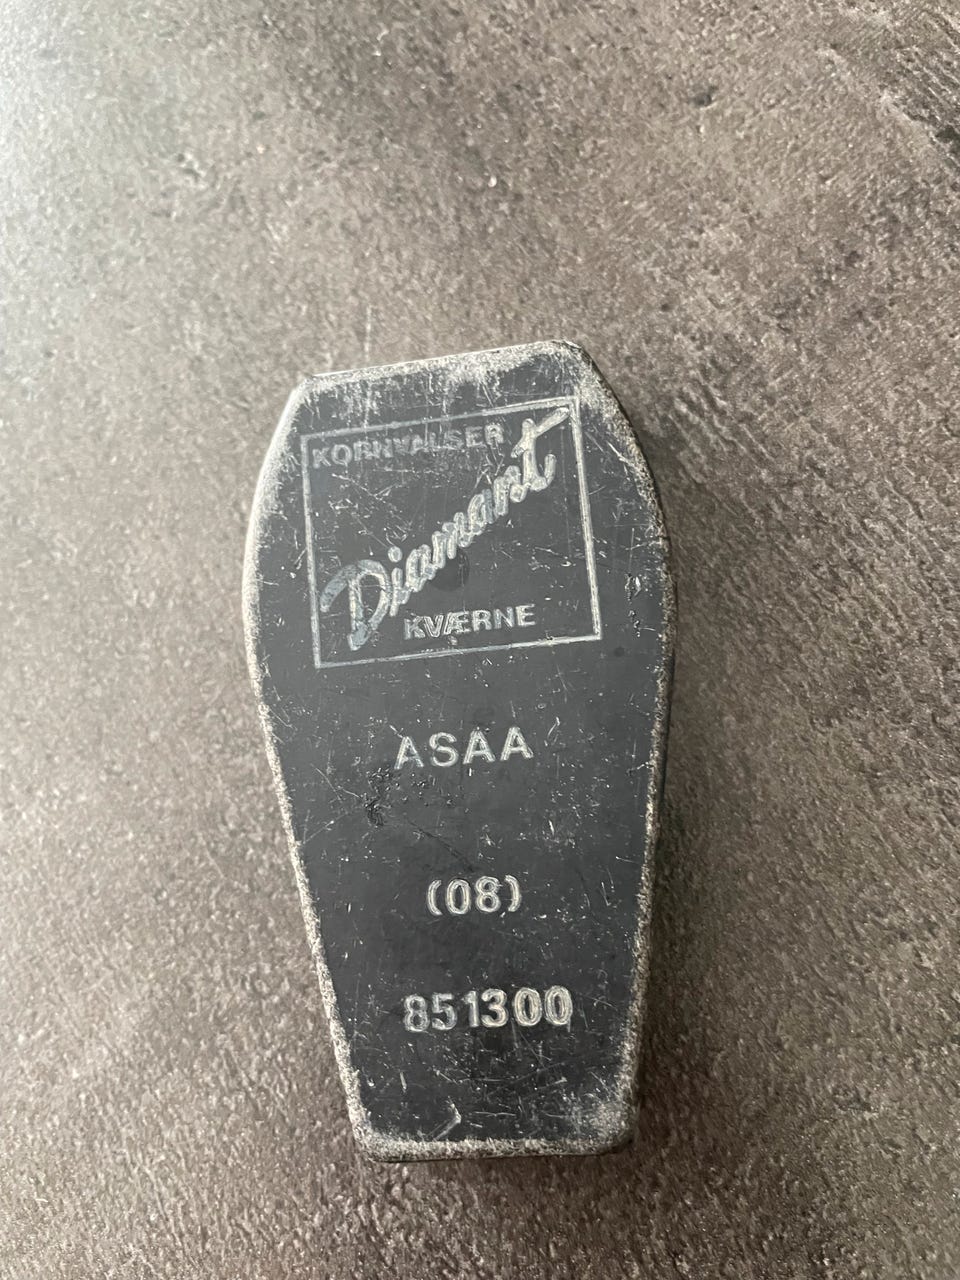 KORNVALSER
Diamant
KVÆRNE
ASAA
(08)
851300